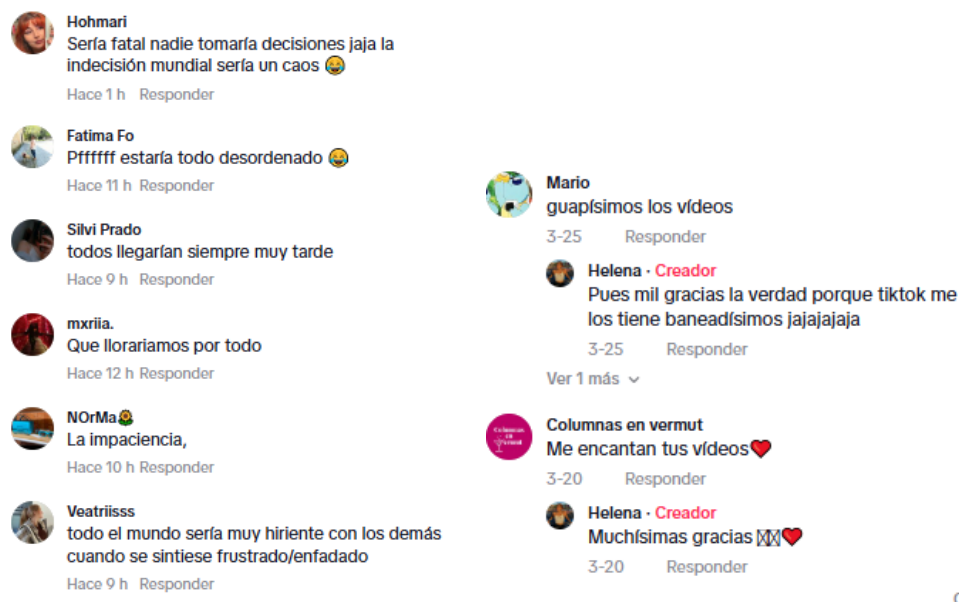 Hohmari
Sería fatal nadie tomaría decisiones jaja la
indecisión mundial sería un caos 😂
Hace 1 h Responder
Fatima Fo
Pffffff estaría todo desordenado 😂
Hace 11 h Responder
Silvi Prado
todos llegarían siempre muy tarde
Hace 9 h Responder
mxriia.
Que llorariamos por todo
Hace 12 h Responder
NOrMa🌻
La impaciencia,
Hace 10 h Responder
Veatriisss
todo el mundo sería muy hiriente con los demás
cuando se sintiese frustrado/enfadado
Hace 9 h Responder
Mario
guapísimos los vídeos
3-25 Responder
Helena · Creador
Pues mil gracias la verdad porque tiktok me
los tiene baneadísimos jajajajaja
3-25 Responder
Ver 1 más
Columnas en vermut
Me encantan tus vídeos❤️
3-20 Responder
Helena · Creador
Muchísimas gracias ❤️
3-20 Responder